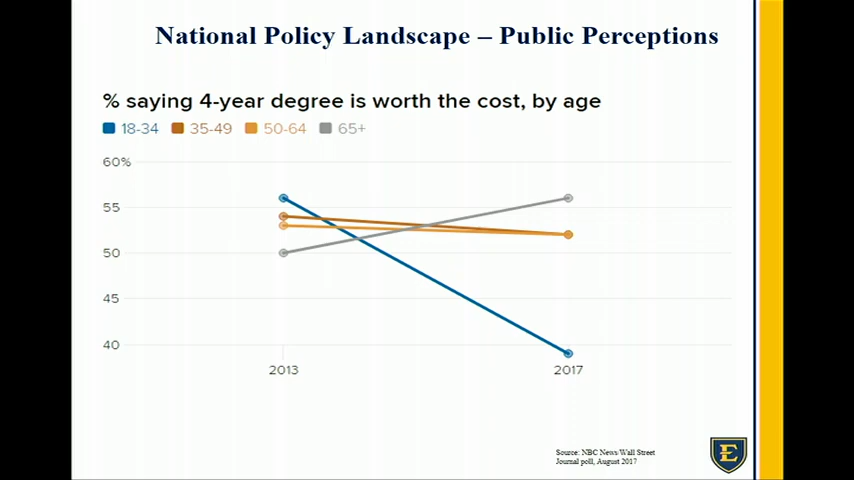 National Policy Landscape – Public Perceptions
% saying 4-year degree is worth the cost, by age
18-34 35-49 50-64 65+
60%
55
50
45
40
2013 2017
Source: NBC News/Wall Street
Journal poll, August 2017
E